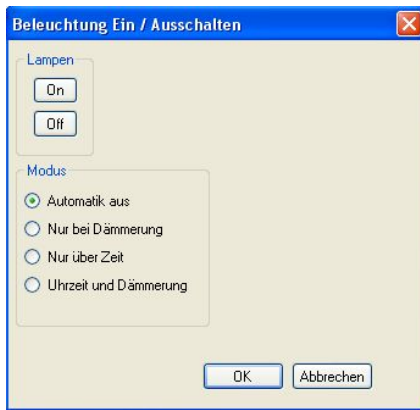 Beleuchtung Ein / Ausschalten
Lampen
On
Off
Modus
Automatik aus
Nur bei Dämmerung
Nur über Zeit
Uhrzeit und Dämmerung
OK Abbrechen